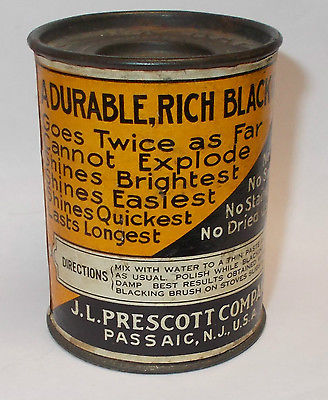 A DURABLE, RICH BLACK
Goes Twice as Far
Cannot Explode
Shines Brightest
Shines Easiest
Shines Quickest
Lasts Longest
No
No Dried
DIRECTIONS
MIX WITH WATER TO A THIN PASTE
AS USUAL. POLISH WHILE BLAC
DAMP BEST RESULTS OBTAINED
BLACKING BRUSH ON STOVES
J.L. PRESCOTT COMPA
PASSAIC, N.J., U.S.A.